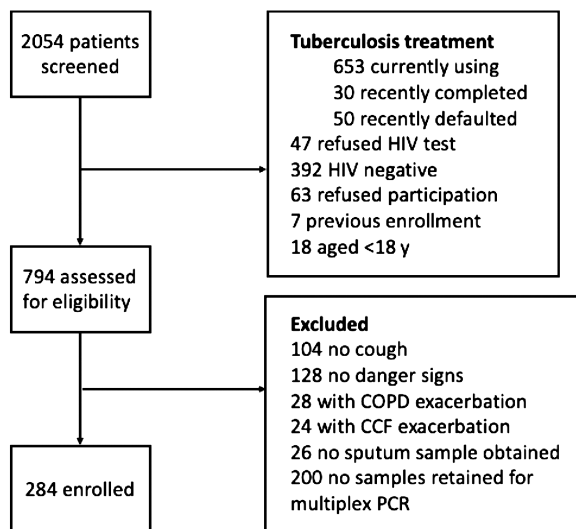 2054 patients
screened
Tuberculosis treatment
653 currently using
30 recently completed
50 recently defaulted
47 refused HIV test
392 HIV negative
63 refused participation
7 previous enrollment
18 aged <18 y
794 assessed
for eligibility
Excluded
104 no cough
128 no danger signs
28 with COPD exacerbation
24 with CCF exacerbation
26 no sputum sample obtained
200 no samples retained for
multiplex PCR
284 enrolled